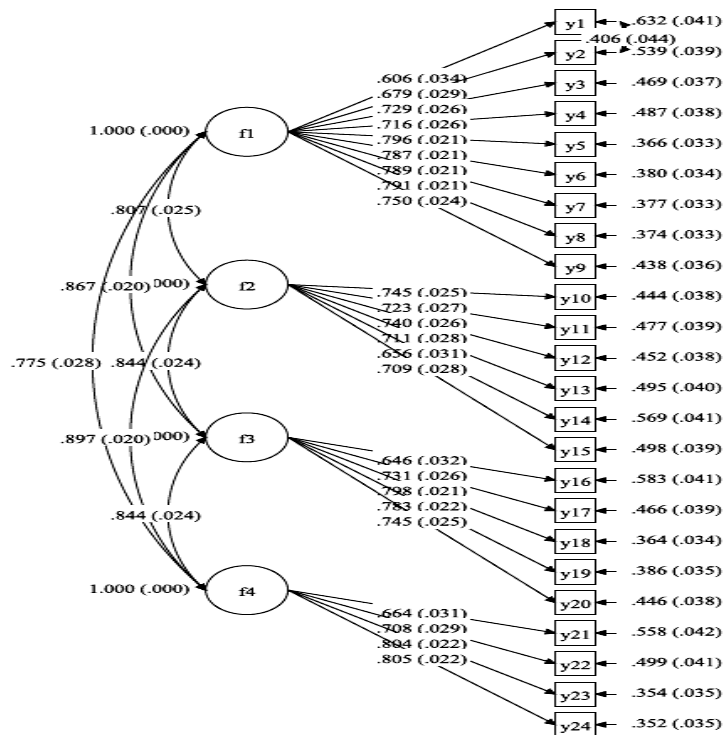 y1 .632 (.041)
.406 (.044)
y2 .539 (.039)
.606 (.034)
y3 .469 (.037)
.679 (.029)
.729 (.026)
y4 .487 (.038)
.716 (.026)
1.000 (.000) f1
.796 (.021)
y5 .366 (.033)
.787 (.021)
.789 (.021)
y6 .380 (.034)
.791 (.021)
.750 (.024)
y7 .377 (.033)
.807 (.025)
y8 .374 (.033)
y9 .438 (.036)
.867 (.020) 000) f2
.745 (.025)
y10 .444 (.038)
.723 (.027)
.740 (.026)
y11 .477 (.039)
.711 (.028)
.656 (.031)
y12 .452 (.038)
.775 (.028) .844 (.024)
.709 (.028)
y13 .495 (.040)
y14 .569 (.041)
.897 (.020) 000) f3
y15 .498 (.039)
.646 (.032)
y16 .583 (.041)
.731 (.026)
.798 (.021)
y17 .466 (.039)
.783 (.022)
.844 (.024)
.745 (.025)
y18 .364 (.034)
y19 .386 (.035)
1.000 (.000) f4
y20 .446 (.038)
.664 (.031)
y21 .558 (.042)
.708 (.029)
.804 (.022)
.805 (.022)
y22 .499 (.041)
y23 .354 (.035)
y24 .352 (.035)